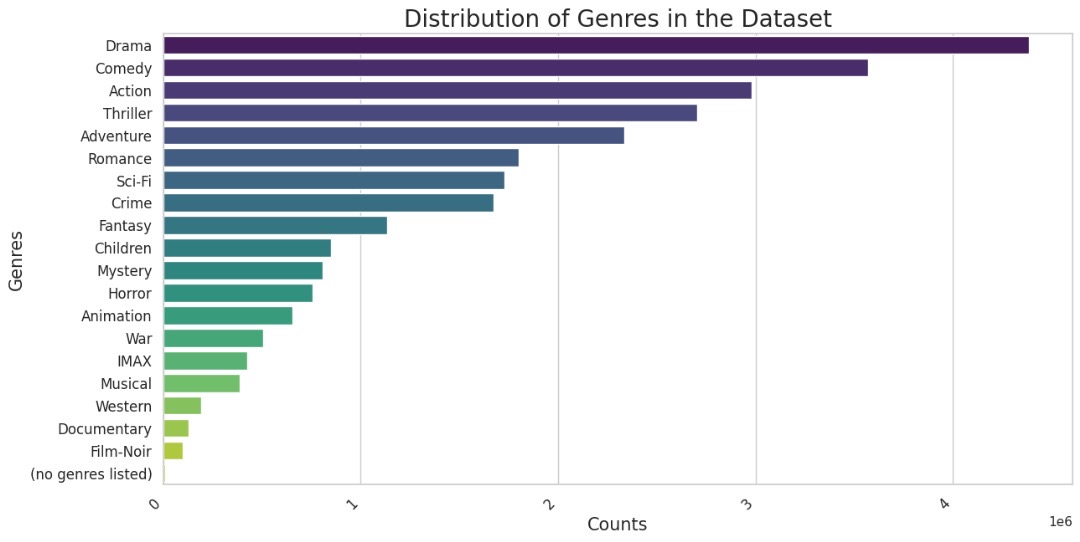 Distribution of Genres in the Dataset
Genres
Drama
Comedy
Action
Thriller
Adventure
Romance
Sci-Fi
Crime
Fantasy
Children
Mystery
Horror
Animation
War
IMAX
Musical
Western
Documentary
Film-Noir
(no genres listed)
0
1
2
3
4
1e6
Counts